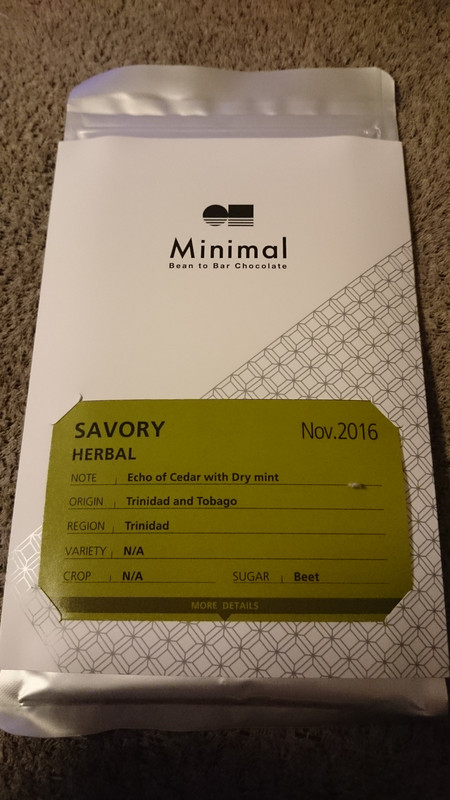 Minimal
Bean to Bar Chocolate
SAVORY Nov.2016
HERBAL
NOTE Echo of Cedar with Dry mint
ORIGIN Trinidad and Tobago
REGION Trinidad
VARIETY N/A
CROP N/A SUGAR Beet
MORE DETAILS